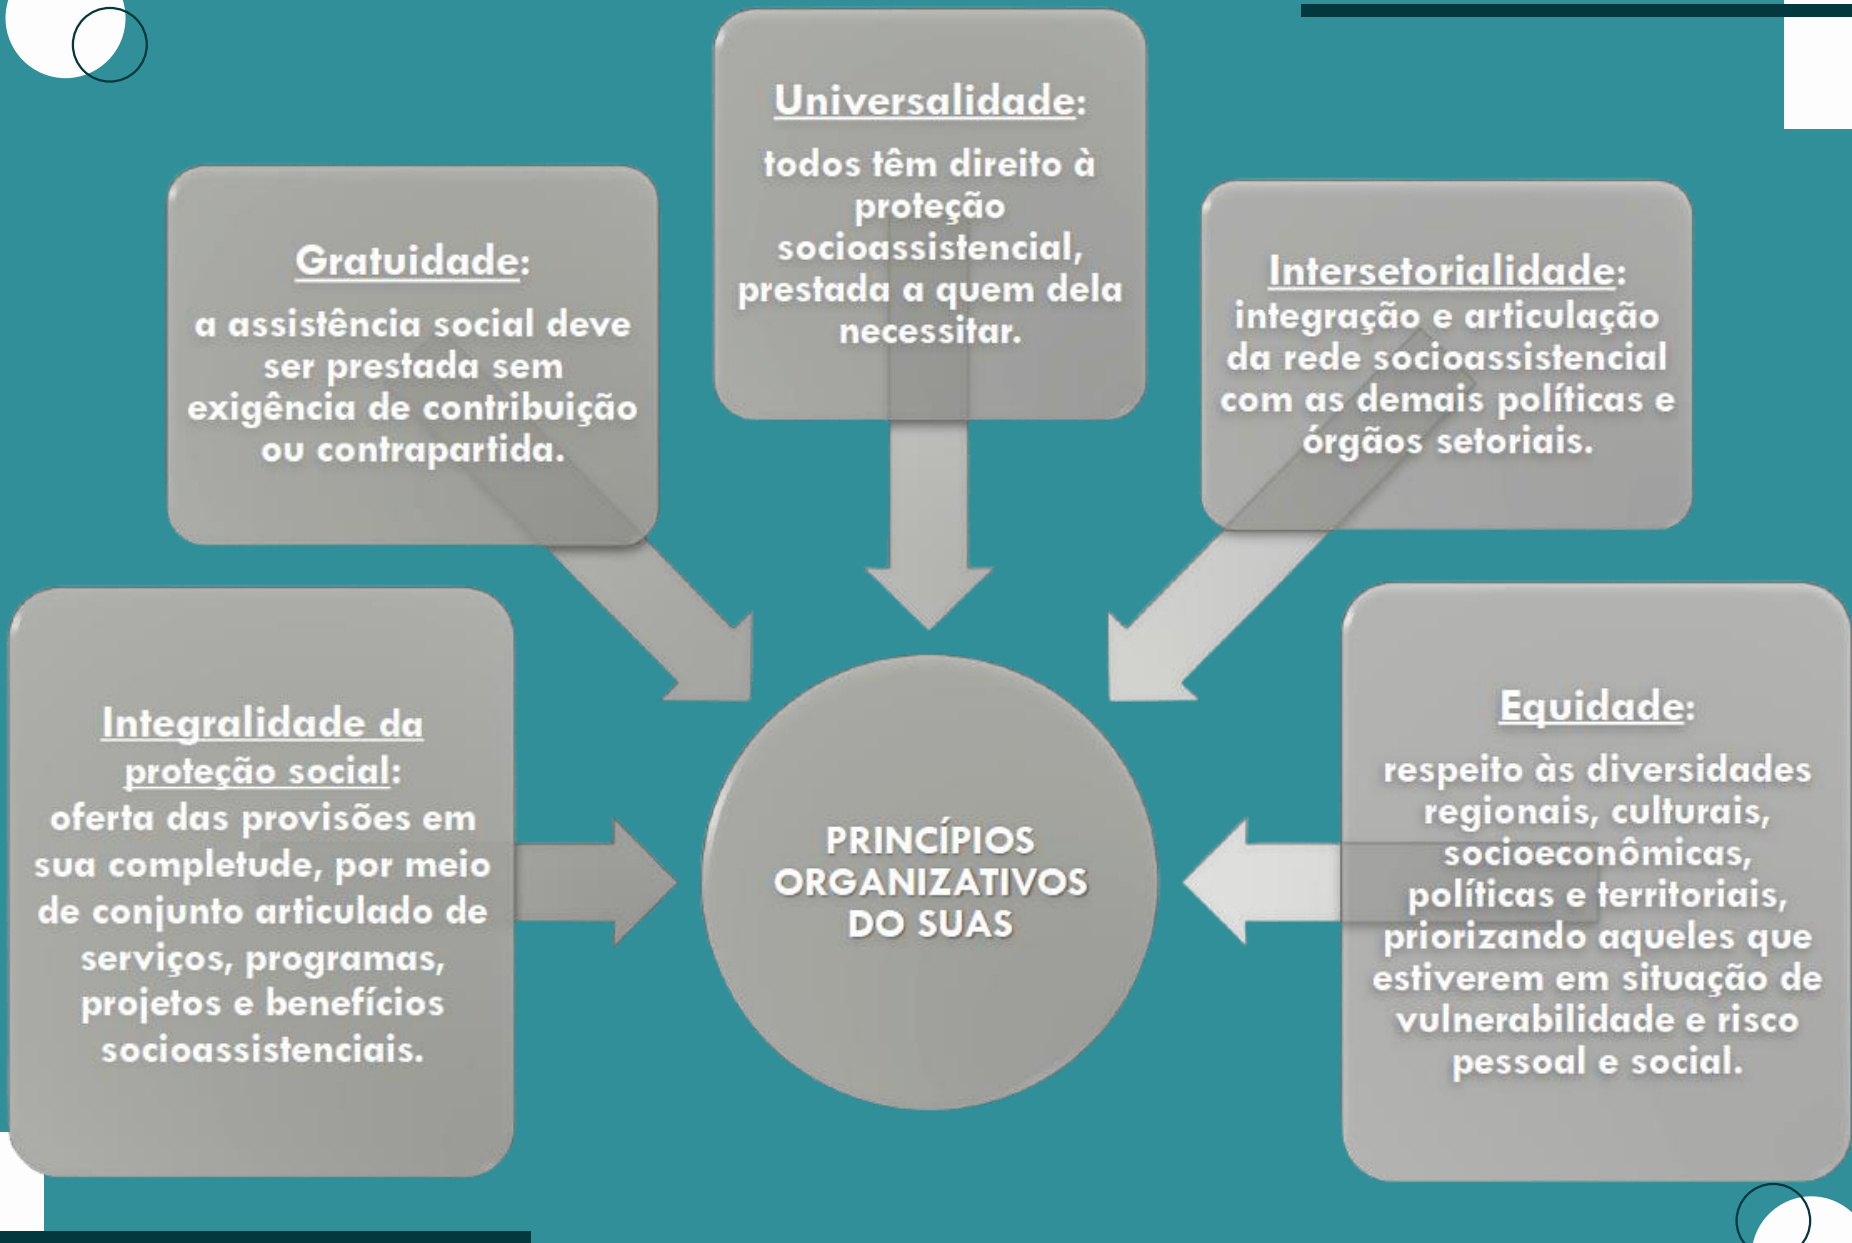 Universalidade:
todos têm direito à
proteção
socioassistencial,
prestada a quem dela
necessitar.
Gratuidade:
a assistência social deve
ser prestada sem
exigência de contribuição
ou contrapartida.
Intersetorialidade:
integração e articulação
da rede socioassistencial
com as demais políticas e
órgãos setoriais.
Integralidade da
proteção social:
oferta das provisões em
sua completude, por meio
de conjunto articulado de
serviços, programas,
projetos e benefícios
socioassistenciais.
PRINCÍPIOS
ORGANIZATIVOS
DO SUAS
Equidade:
respeito às diversidades
regionais, culturais,
socioeconômicas,
políticas e territoriais,
priorizando aqueles que
estiverem em situação de
vulnerabilidade e risco
pessoal e social.